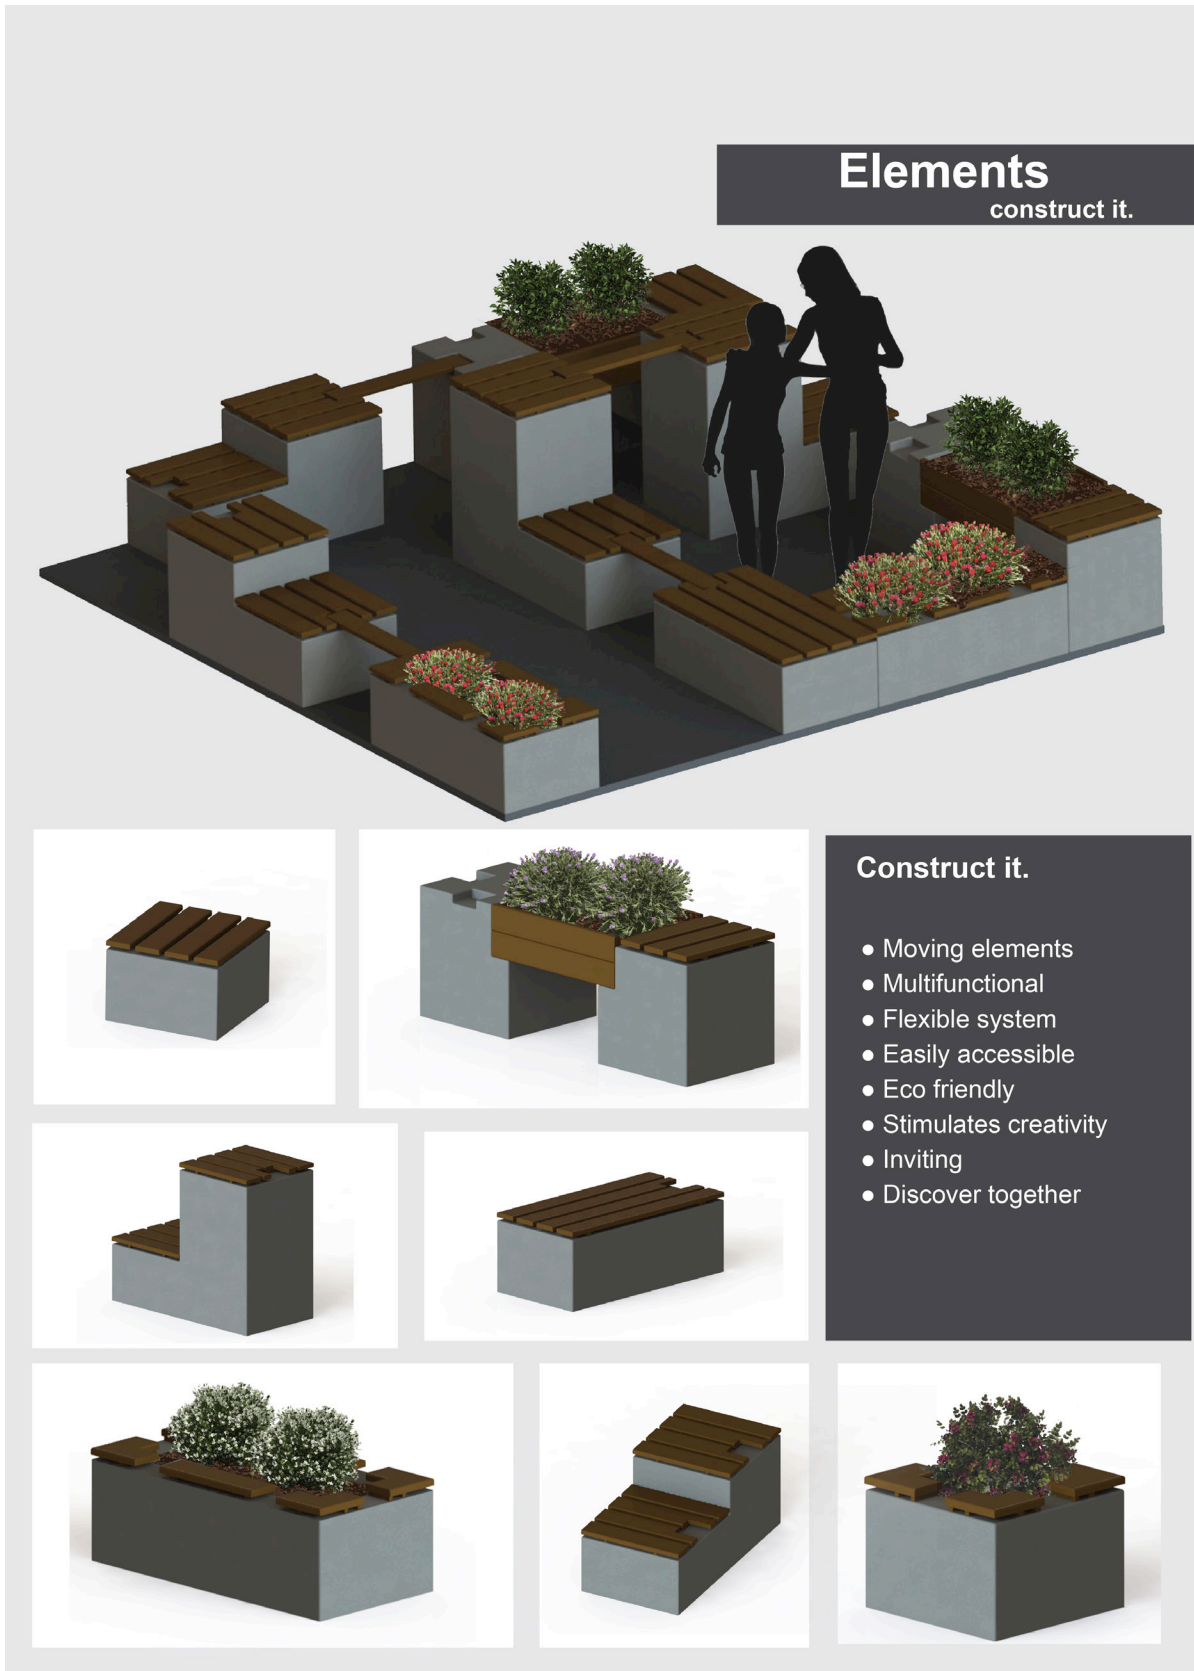 Elements
construct it.
Construct it.
● Moving elements
● Multifunctional
● Flexible system
● Easily accessible
● Eco friendly
● Stimulates creativity
● Inviting
● Discover together